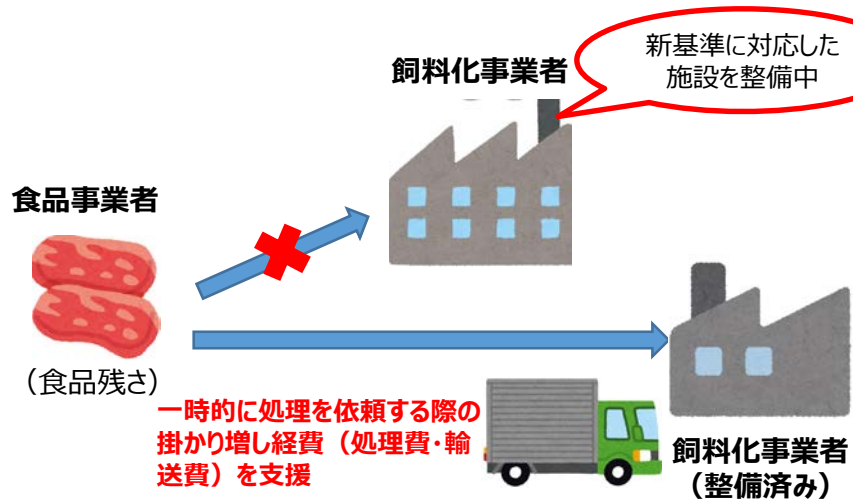 新基準に対応した
施設を整備中
飼料化事業者
食品事業者
（食品残さ）
一時的に処理を依頼する際の
掛かり増し経費（処理費・輸
送費）を支援
飼料化事業者
（整備済み）